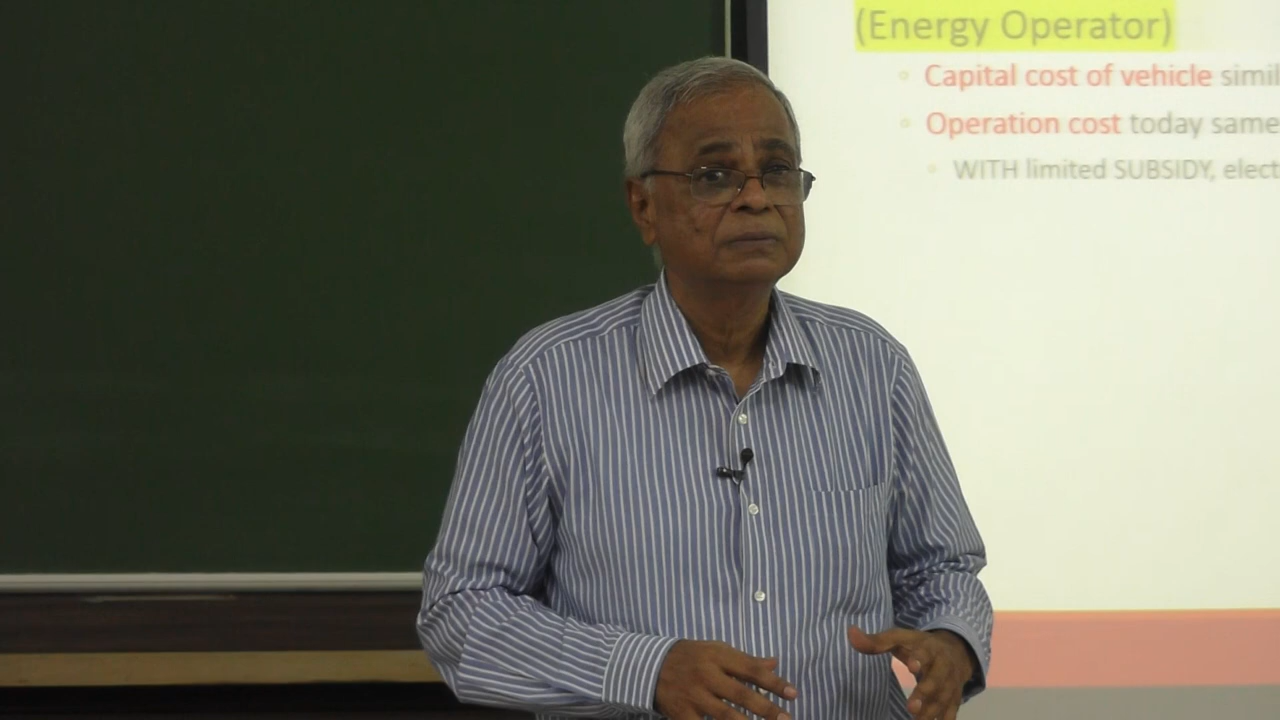 (Energy Operator)
Capital cost of vehicle simil
Operation cost today same
WITH limited SUBSIDY, elect